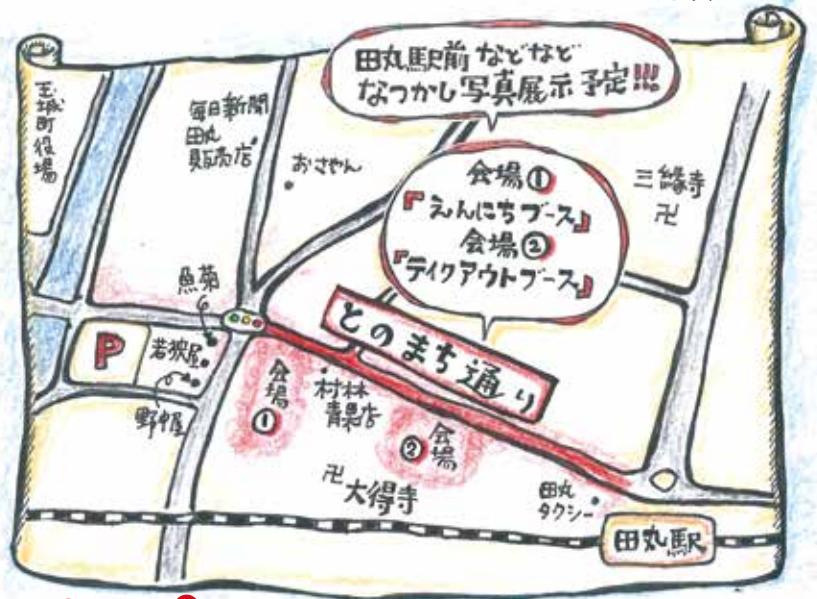 田丸駅前などなど
なつかし写真展示予定!!!
会場①
『えんにちブース』
会場②
『テイクアウトブース』
玉城町役場
毎日新聞
田丸
販売店
おさやん
三縁寺
卍
魚菊
P
若狭屋
野中屋
とのまち通り
会場
①
村林
青果店
会場
②
卍大得寺
田丸
タクシー
田丸駅